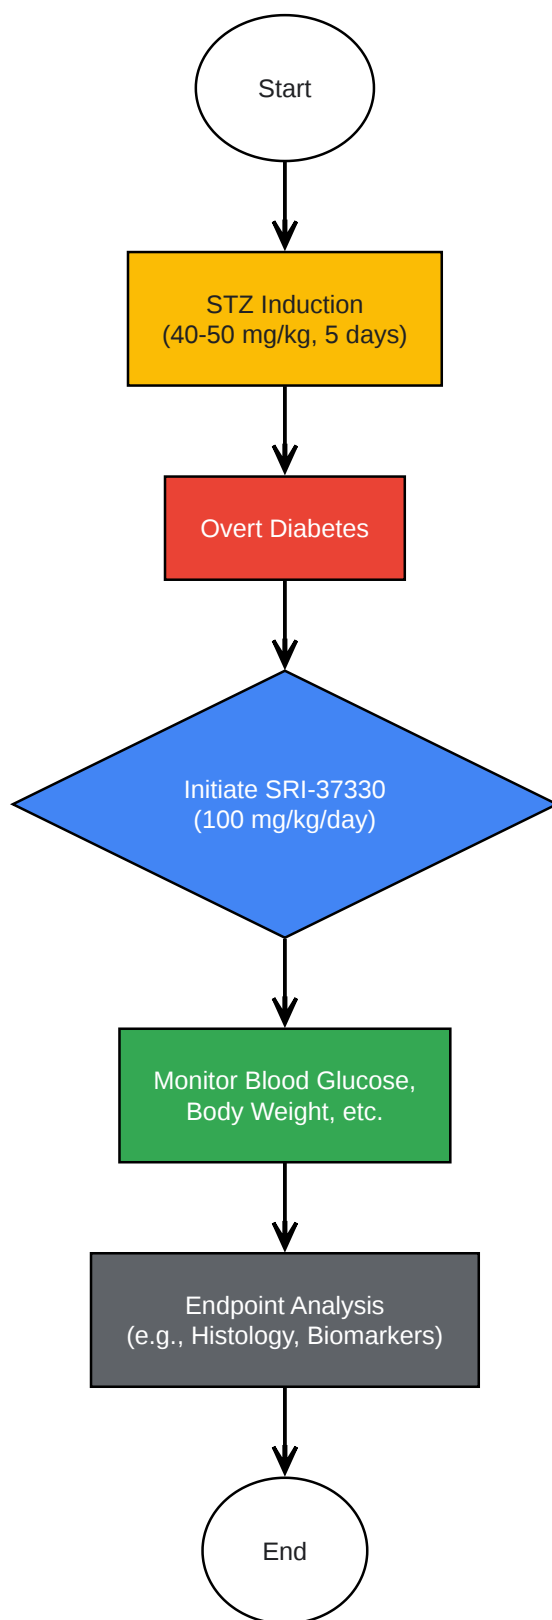 Start
STZ Induction
(40-50 mg/kg, 5 days)
Overt Diabetes
Initiate SRI-37330
(100 mg/kg/day)
Monitor Blood Glucose,
Body Weight, etc.
Endpoint Analysis
(e.g., Histology, Biomarkers)
End